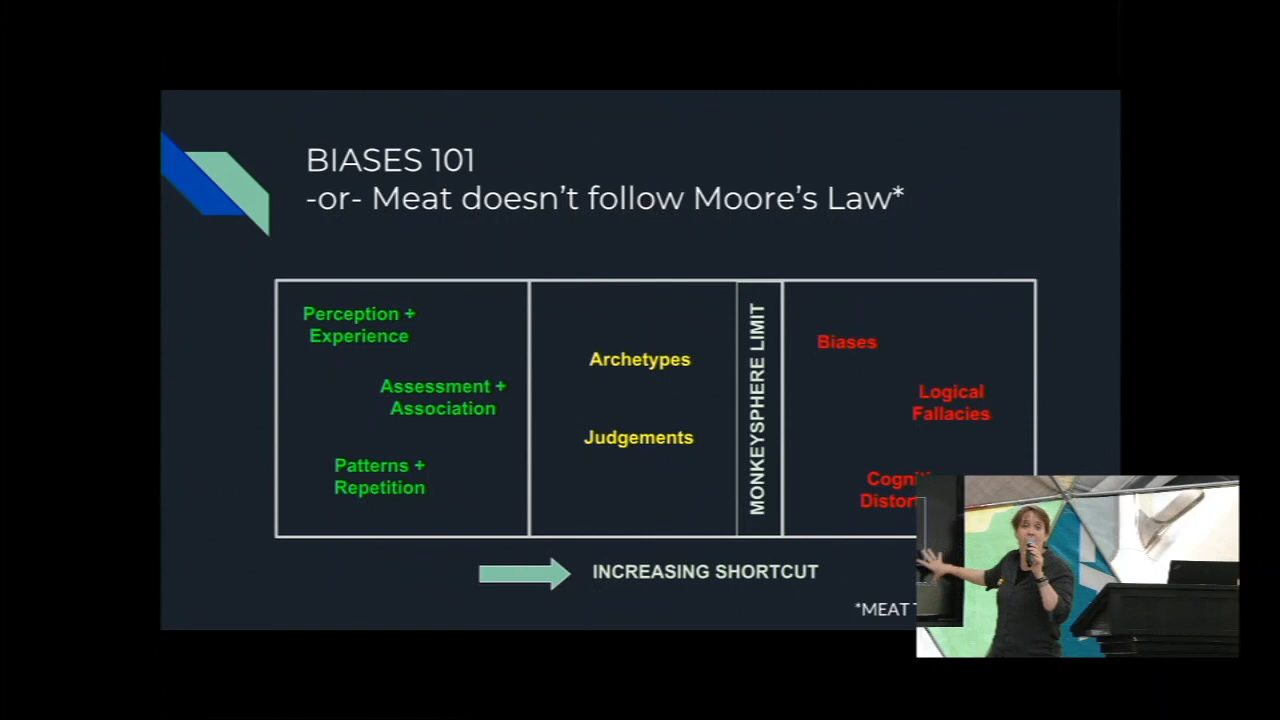 BIASES 101
-or- Meat doesn't follow Moore's Law*
Perception +
Experience
Assessment +
Association
Patterns +
Repetition
Archetypes
Judgements
MONKEYSPHERE LIMIT
Biases
Logical
Fallacies
INCREASING SHORTCUT
*MEAT